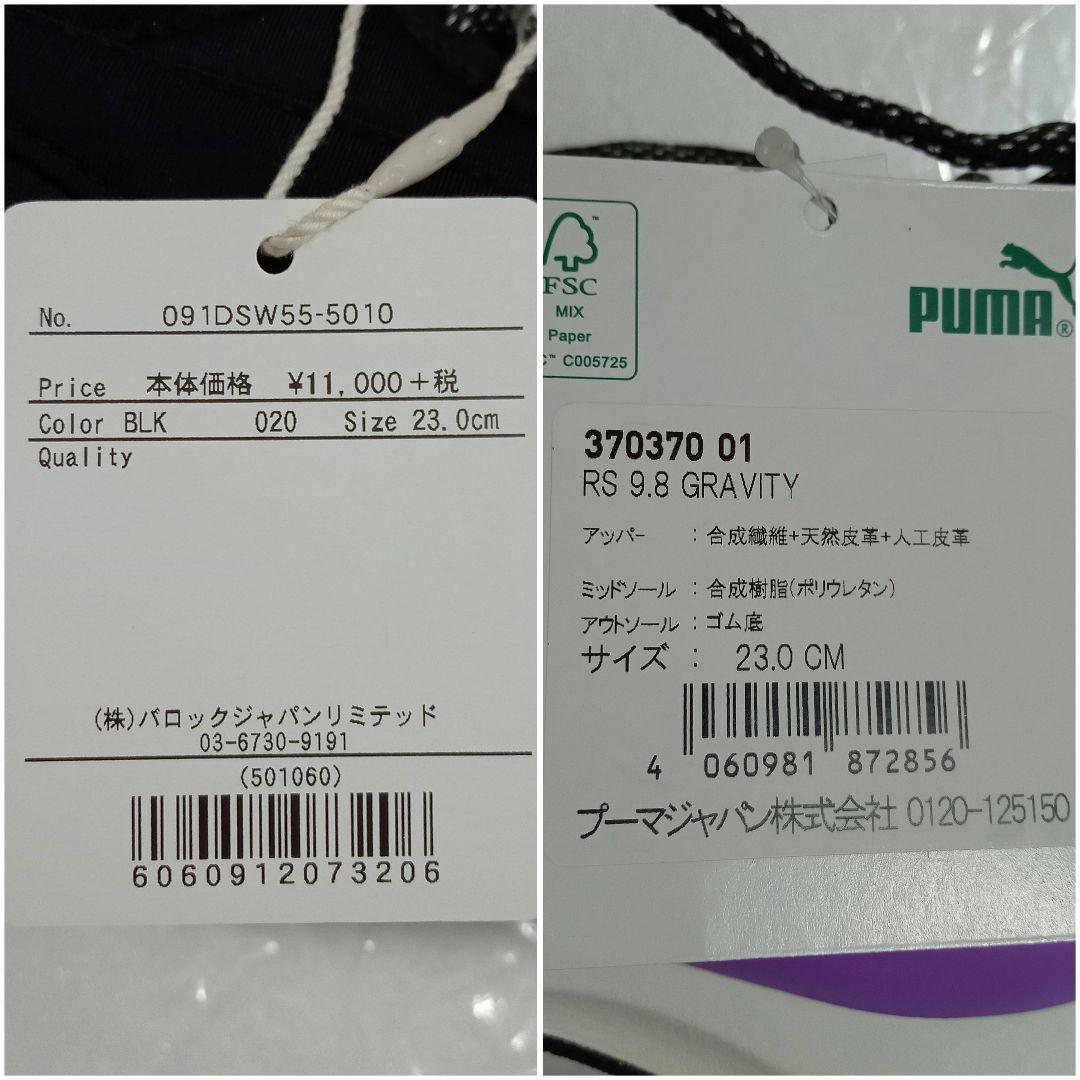 No. 091DSW55-5010
Price 本体価格 ¥11,000+税
Color BLK 020 Size 23.0cm
Quality
(株)バロックジャパンリミテッド
03-6730-9191
(501060)
6060912073206
FSC
MIX
Paper
C™ C005725
PUMA®
370370 01
RS 9.8 GRAVITY
アッパー : 合成繊維+天然皮革+人工皮革
ミッドソール : 合成樹脂(ポリウレタン)
アウトソール : ゴム底
サイズ : 23.0 CM
4 060981 872856
プーマジャパン株式会社 0120-125150